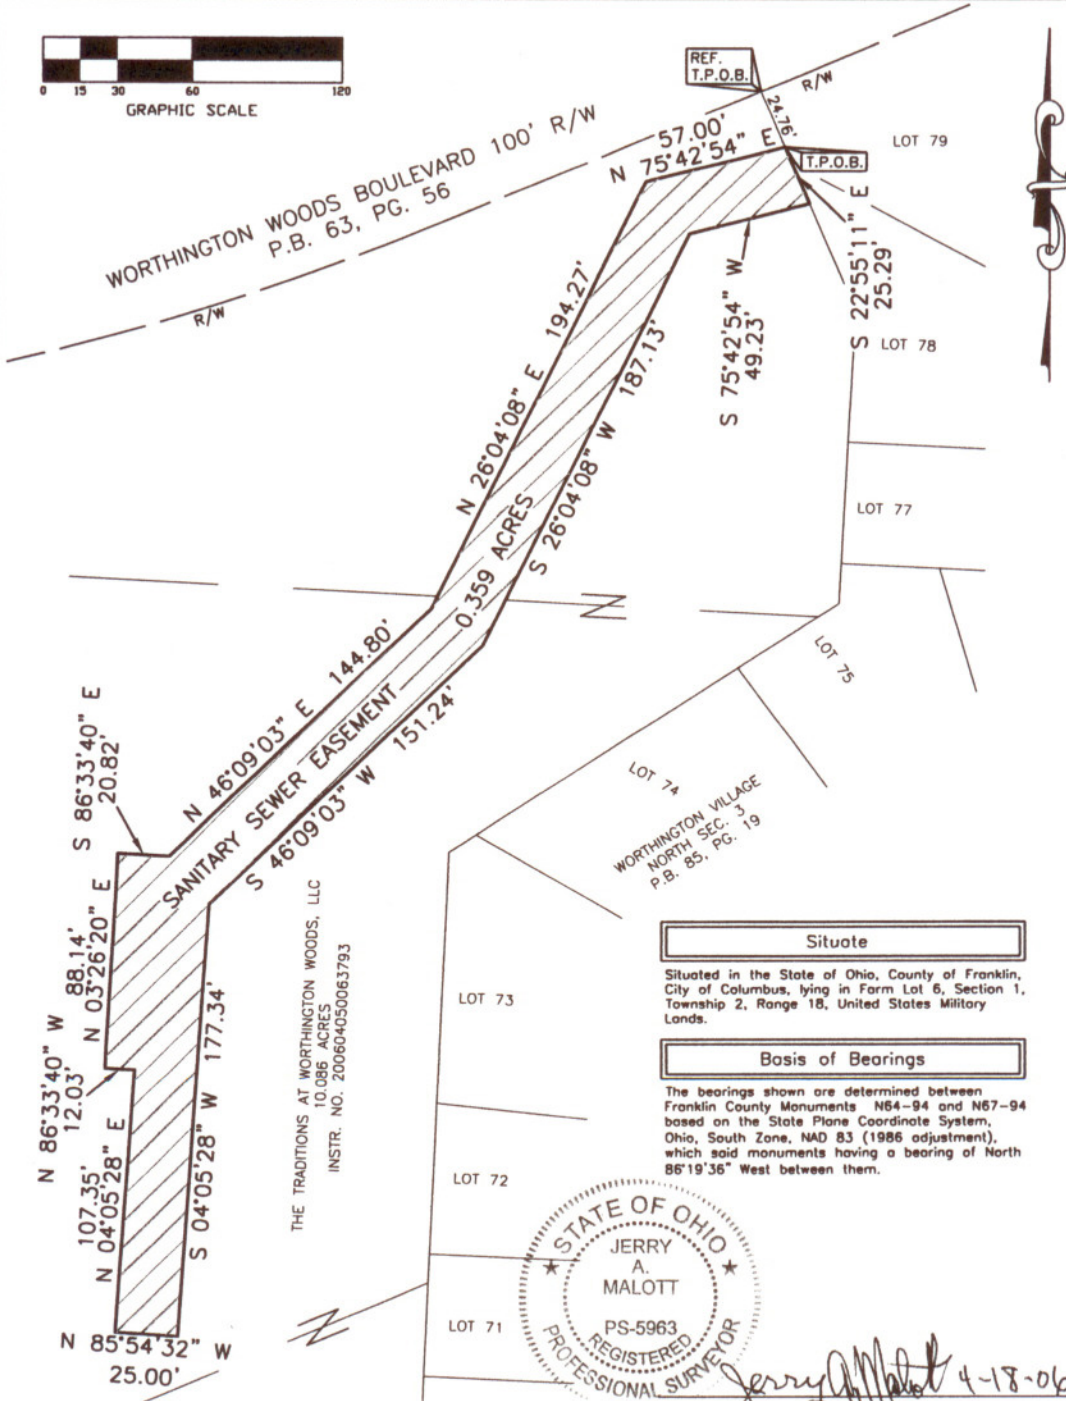 0 15 30 60 120
GRAPHIC SCALE
REF.
T.P.O.B.
R/W
24.76'
LOT 79
57.00'
N 75°42'54" E
T.P.O.B.
WORTHINGTON WOODS BOULEVARD 100' R/W
P.B. 63, PG. 56
R/W
S 22°55'11" E
25.29'
N 26°04'08" E 194.27'
S 26°04'08" W 187.13'
S 75°42'54" W
49.23'
LOT 78
LOT 77
0.359 ACRES
SANITARY SEWER EASEMENT
LOT 75
N 46°09'03" E 144.80'
S 46°09'03" W 151.24'
S 86°33'40" E
20.82'
LOT 74
WORTHINGTON VILLAGE
NORTH SEC. 3
P.B. 85, PG. 19
88.14'
N 03°26'20" E
N 86°33'40" W
12.03'
THE TRADITIONS AT WORTHINGTON WOODS, LLC
10.086 ACRES
INSTR. NO. 200604050063793
LOT 73
Situate
Situated in the State of Ohio, County of Franklin,
City of Columbus, lying in Farm Lot 6, Section 1,
Township 2, Range 18, United States Military
Lands.
Basis of Bearings
The bearings shown are determined between
Franklin County Monuments N64-94 and N67-94
based on the State Plane Coordinate System,
Ohio, South Zone, NAD 83 (1986 adjustment),
which said monuments having a bearing of North
86°19'36" West between them.
107.35'
N 04°05'28" E
S 04°05'28" W 177.34'
LOT 72
LOT 71
N 85°54'32" W
25.00'
STATE OF OHIO
JERRY
A.
MALOTT
PS-5963
REGISTERED
PROFESSIONAL SURVEYOR
Jerry A. Malott 4-18-06